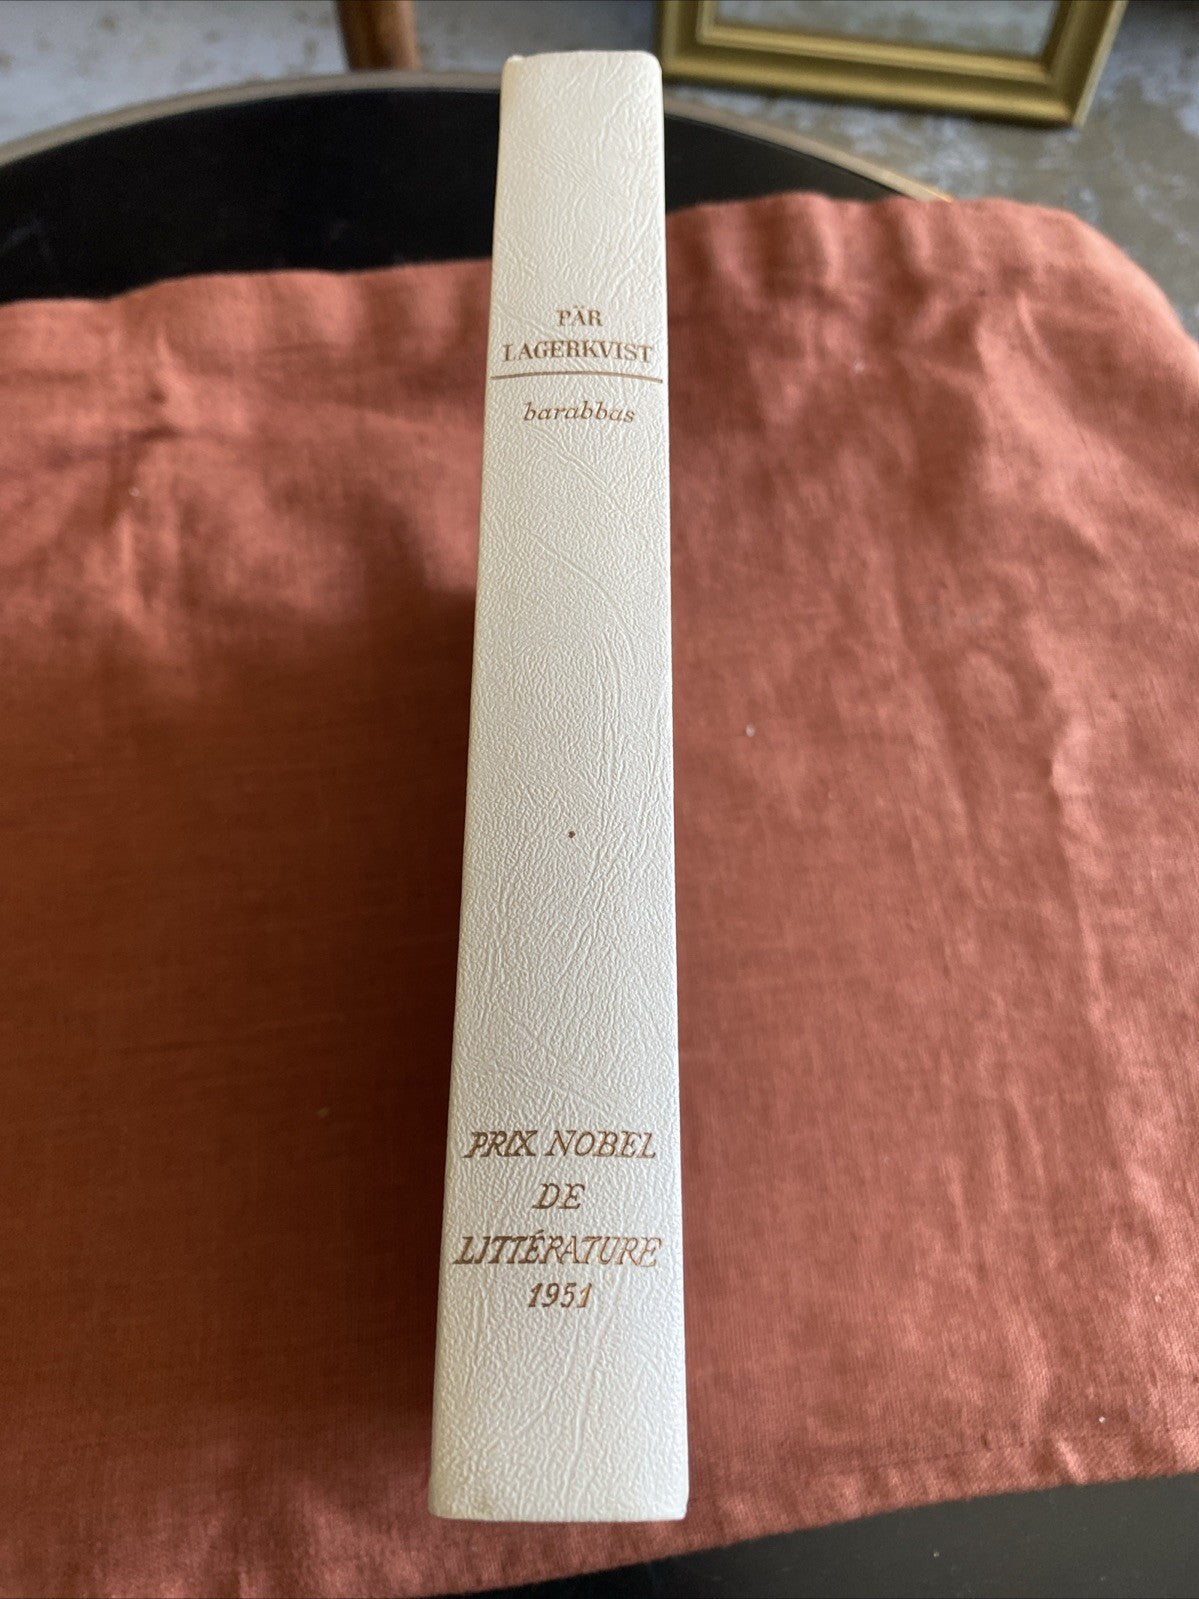 PÄR
LAGERKVIST
barabbas
PRIX NOBEL
DE
LITTÉRATURE
1951